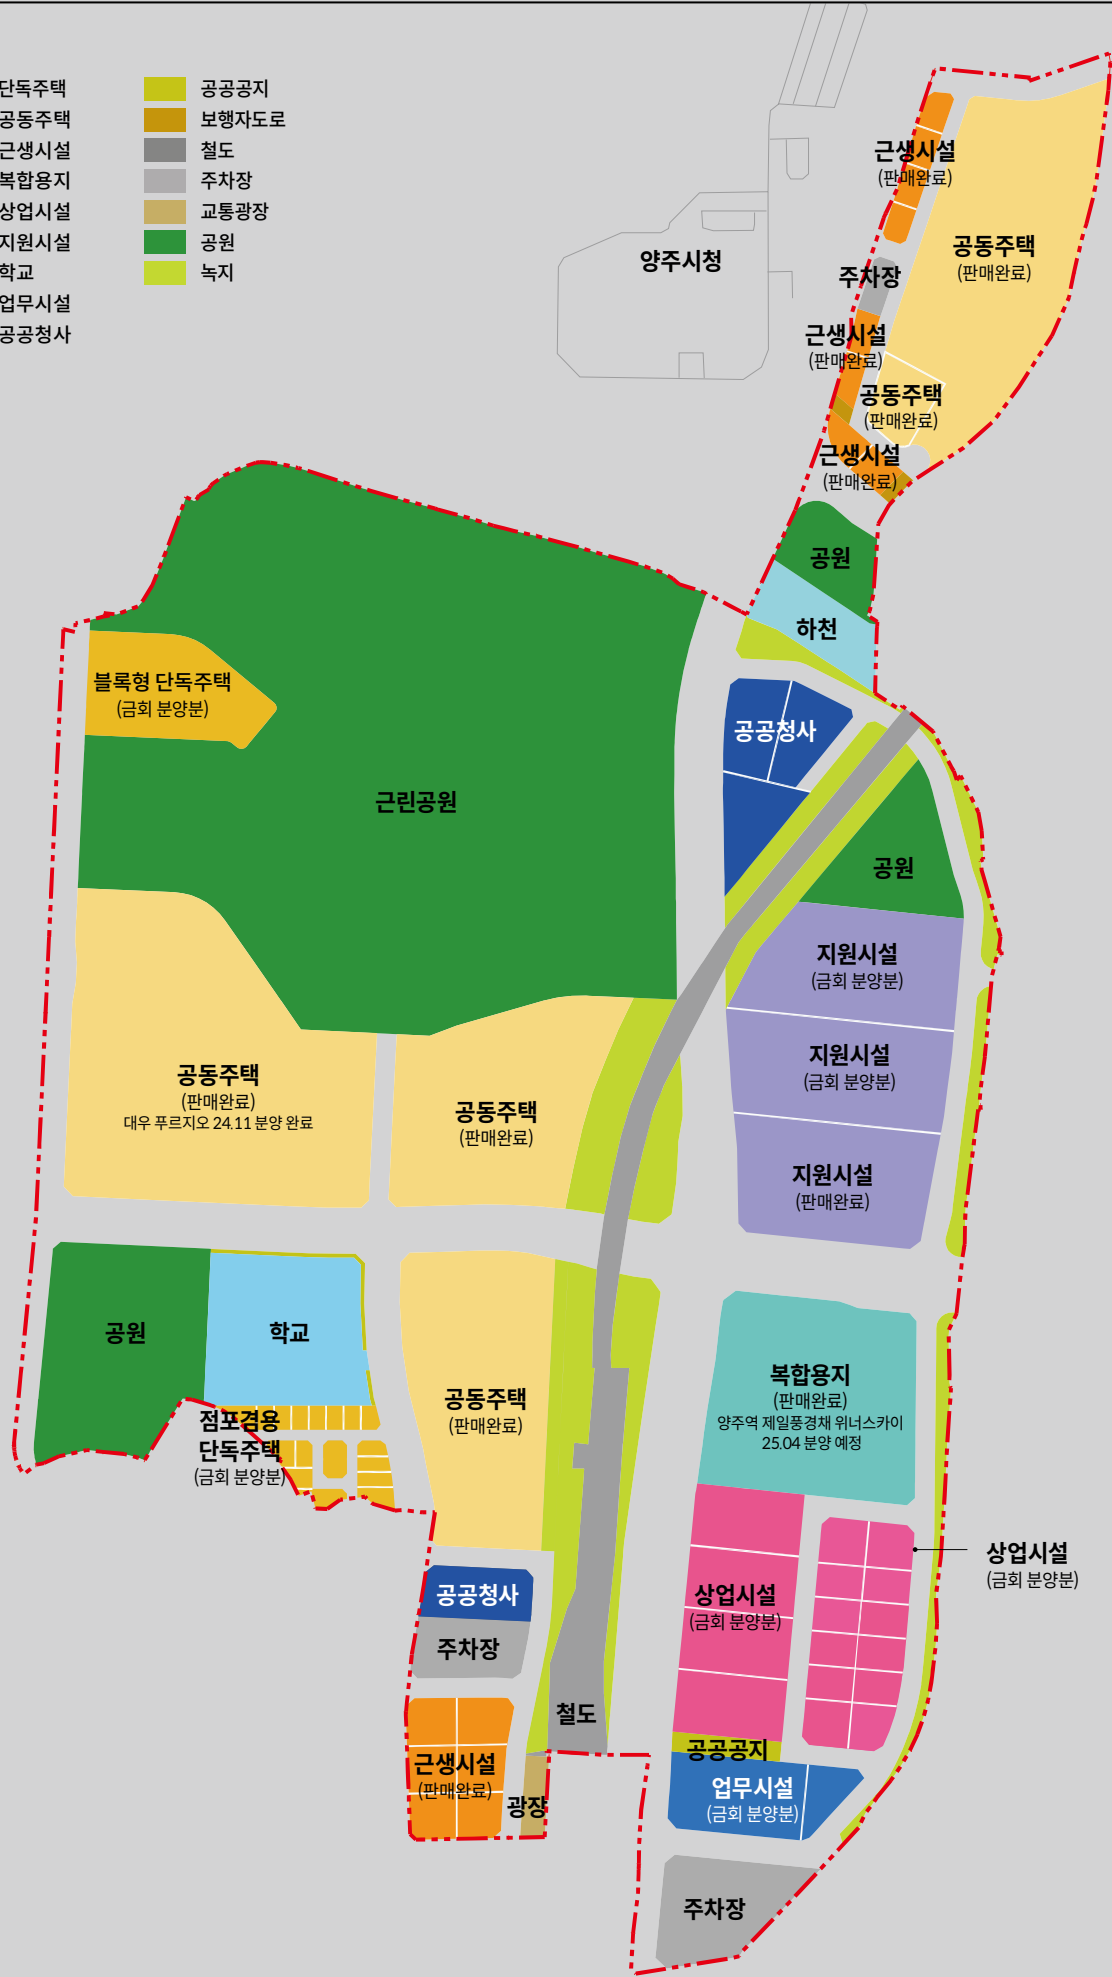 단독주택
공동주택
근생시설
복합용지
상업시설
지원시설
학교
업무시설
공공청사
공공공지
보행자도로
철도
주차장
교통광장
공원
녹지
양주시청
근생시설
(판매완료)
공동주택
(판매완료)
주차장
근생시설
(판매완료)
공동주택
(판매완료)
근생시설
(판매완료)
공원
하천
블록형 단독주택
(금회 분양분)
공공청사
근린공원
공원
지원시설
(금회 분양분)
지원시설
(금회 분양분)
지원시설
(판매완료)
공동주택
(판매완료)
대우 푸르지오 24.11 분양 완료
공동주택
(판매완료)
공원
학교
점포겸용
단독주택
(금회 분양분)
공동주택
(판매완료)
복합용지
(판매완료)
양주역 제일풍경채 위너스카이
25.04 분양 예정
상업시설
(금회 분양분)
상업시설
(금회 분양분)
공공청사
주차장
철도
근생시설
(판매완료)
광장
공공공지
업무시설
(금회 분양분)
주차장